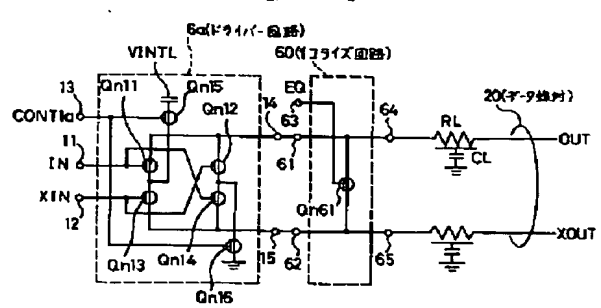 6a(ドライバー回路)
60(イコライズ回路)
VINTL
13
Qn11
Qn15
Qn12
CONT1a
11
IN
XIN
12
Qn13
Qn14
Qn16
14
EQ
63
61
Qn61
15
62
64
65
RL
CL
20(データ線対)
OUT
XOUT